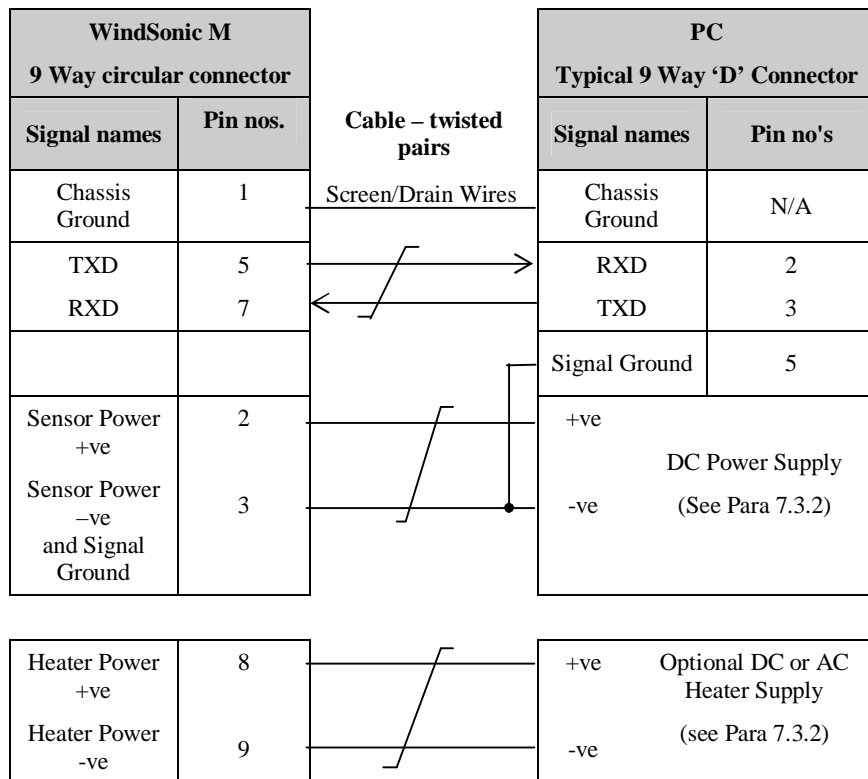 WindSonic M
9 Way circular connector
PC
Typical 9 Way ‘D’ Connector
Signal names
Pin nos.
Cable – twisted
pairs
Signal names
Pin no's
Chassis
Ground
1
Screen/Drain Wires
Chassis
Ground
N/A
TXD
5
RXD
2
RXD
7
TXD
3
Signal Ground
5
Sensor Power
+ve
2
+ve
DC Power Supply
Sensor Power
–ve
and Signal
Ground
3
-ve
(See Para 7.3.2)
Heater Power
+ve
8
+ve
Optional DC or AC
Heater Supply
Heater Power
-ve
9
-ve
(see Para 7.3.2)